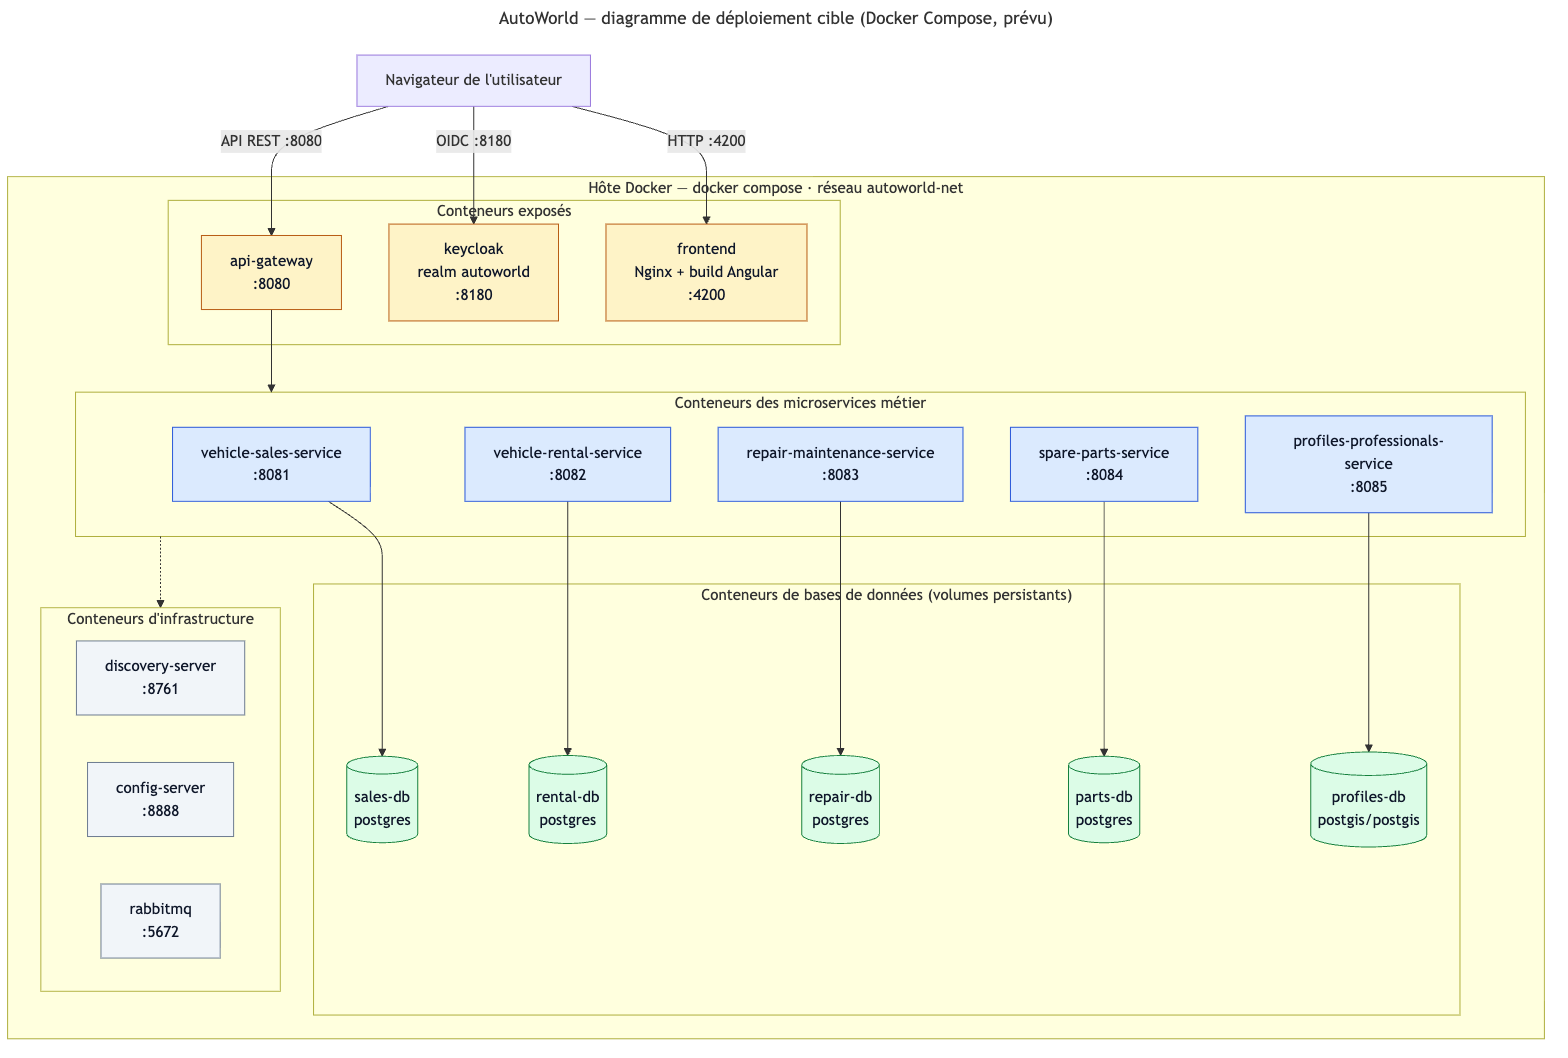 AutoWorld — diagramme de déploiement cible (Docker Compose, prévu)
Navigateur de l'utilisateur
API REST :8080
OIDC :8180
HTTP :4200
Hôte Docker — docker compose · réseau autoworld-net
Conteneurs exposés
api-gateway
:8080
keycloak
realm autoworld
:8180
frontend
Nginx + build Angular
:4200
Conteneurs des microservices métier
vehicle-sales-service
:8081
vehicle-rental-service
:8082
repair-maintenance-service
:8083
spare-parts-service
:8084
profiles-professionals-
service
:8085
Conteneurs d'infrastructure
discovery-server
:8761
config-server
:8888
rabbitmq
:5672
Conteneurs de bases de données (volumes persistants)
sales-db
postgres
rental-db
postgres
repair-db
postgres
parts-db
postgres
profiles-db
postgis/postgis